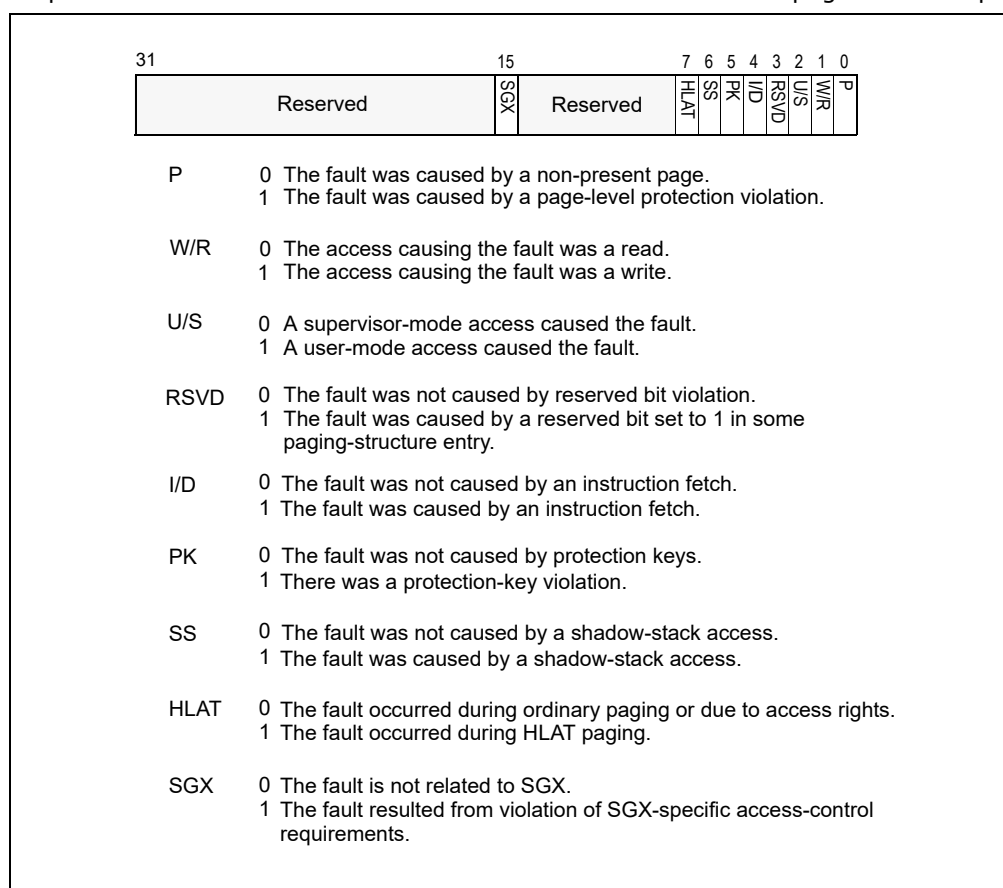 31 15 7 6 5 4 3 2 1 0
Reserved SGX Reserved HLAT SS PK I/D RSVD U/S W/R P
P 0 The fault was caused by a non-present page.
1 The fault was caused by a page-level protection violation.
W/R 0 The access causing the fault was a read.
1 The access causing the fault was a write.
U/S 0 A supervisor-mode access caused the fault.
1 A user-mode access caused the fault.
RSVD 0 The fault was not caused by reserved bit violation.
1 The fault was caused by a reserved bit set to 1 in some
paging-structure entry.
I/D 0 The fault was not caused by an instruction fetch.
1 The fault was caused by an instruction fetch.
PK 0 The fault was not caused by protection keys.
1 There was a protection-key violation.
SS 0 The fault was not caused by a shadow-stack access.
1 The fault was caused by a shadow-stack access.
HLAT 0 The fault occurred during ordinary paging or due to access rights.
1 The fault occurred during HLAT paging.
SGX 0 The fault is not related to SGX.
1 The fault resulted from violation of SGX-specific access-control
requirements.